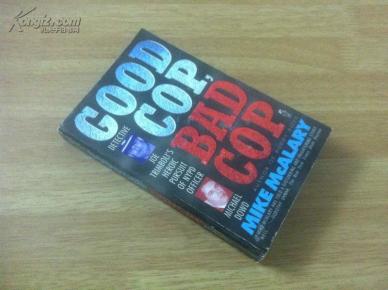 Kongfz.com
GOOD
COP,
BAD
COP
DETECTIVE
JOE
TRIMBOLI'S
HEROIC
PURSUIT
OF NYPD
OFFICER
MICHAEL
DOWD
MIKE McALARY